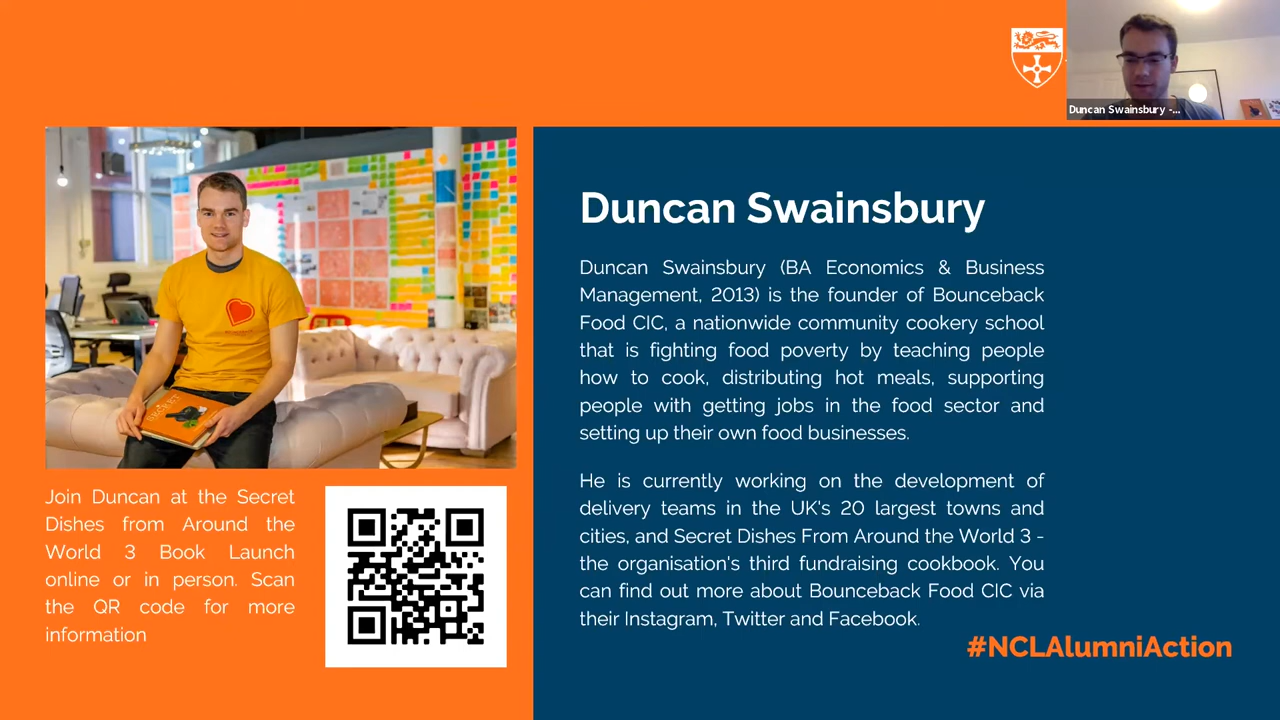 Duncan Swainsbury -...
Duncan Swainsbury
Duncan Swainsbury (BA Economics & Business
Management, 2013) is the founder of Bounceback
Food CIC, a nationwide community cookery school
that is fighting food poverty by teaching people
how to cook, distributing hot meals, supporting
people with getting jobs in the food sector and
setting up their own food businesses.
He is currently working on the development of
delivery teams in the UK's 20 largest towns and
cities, and Secret Dishes From Around the World 3 -
the organisation's third fundraising cookbook. You
can find out more about Bounceback Food CIC via
their Instagram, Twitter and Facebook.
Join Duncan at the Secret
Dishes from Around the
World 3 Book Launch
online or in person. Scan
the QR code for more
information
#NCLAlumniAction